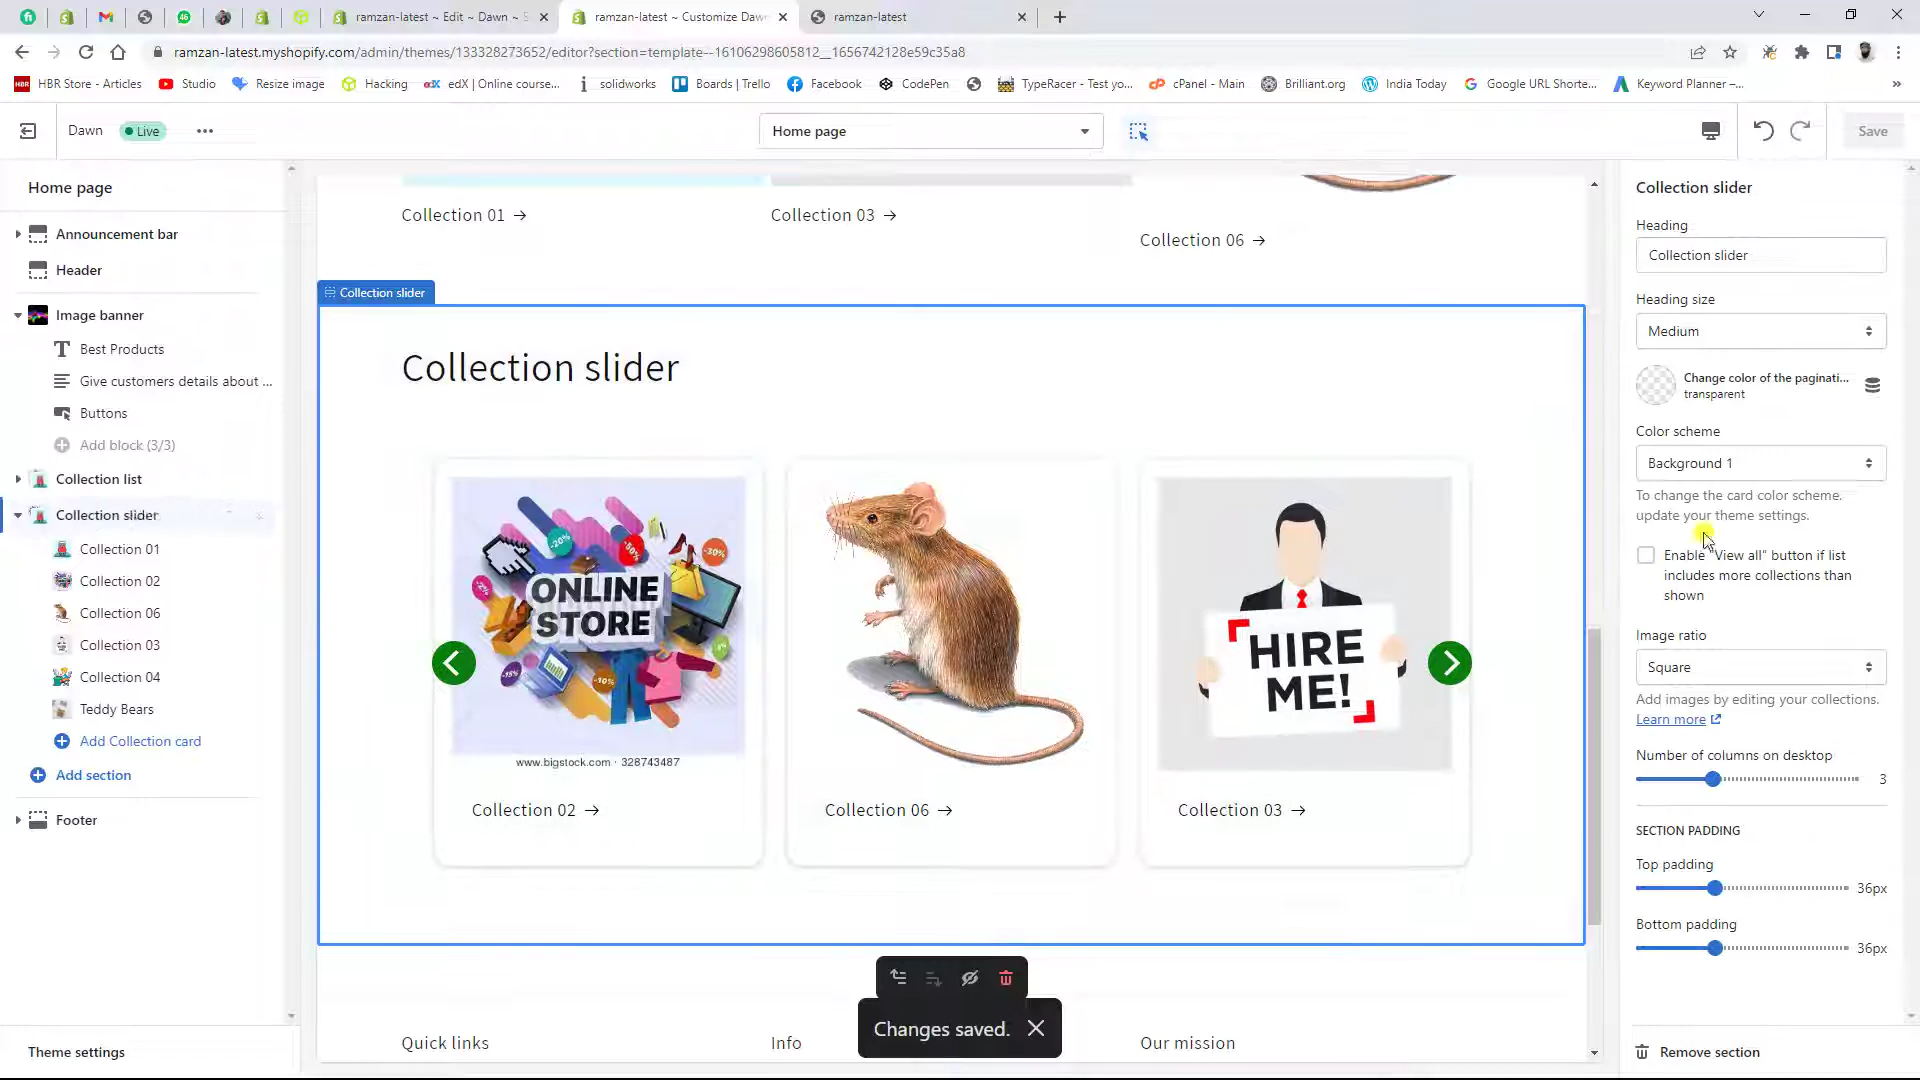 ramzan-latest ~ Edit ~ Dawn ~ S
ramzan-latest ~ Customize Daw
ramzan-latest
ramzan-latest.myshopify.com/admin/themes/133328273652/editor?section=template--16106298605812__1656742128e59c35a8
HBR Store - Articles
Studio
Resize image
Hacking
edX | Online course...
solidworks
Boards | Trello
Facebook
CodePen
TypeRacer - Test yo...
cPanel - Main
Brilliant.org
India Today
Google URL Shorte...
Keyword Planner –...
Dawn
Live
Home page
Save
Home page
Announcement bar
Header
Image banner
Best Products
Give customers details about ...
Buttons
Add block (3/3)
Collection list
Collection slider
Collection 01
Collection 02
Collection 06
Collection 03
Collection 04
Teddy Bears
Add Collection card
Add section
Footer
Theme settings
Collection 01 →
Collection 03 →
Collection 06 →
Collection slider
Collection slider
-20%
-50%
-30%
ONLINE
STORE
www.bigstock.com · 328743487
HIRE
ME!
Collection 02 →
Collection 06 →
Collection 03 →
Changes saved.
Quick links
Info
Our mission
Collection slider
Heading
Collection slider
Heading size
Medium
Change color of the paginati...
transparent
Color scheme
Background 1
To change the card color scheme,
update your theme settings.
Enable "View all" button if list
includes more collections than
shown
Image ratio
Square
Add images by editing your collections.
Learn more
Number of columns on desktop
3
SECTION PADDING
Top padding
36px
Bottom padding
36px
Remove section